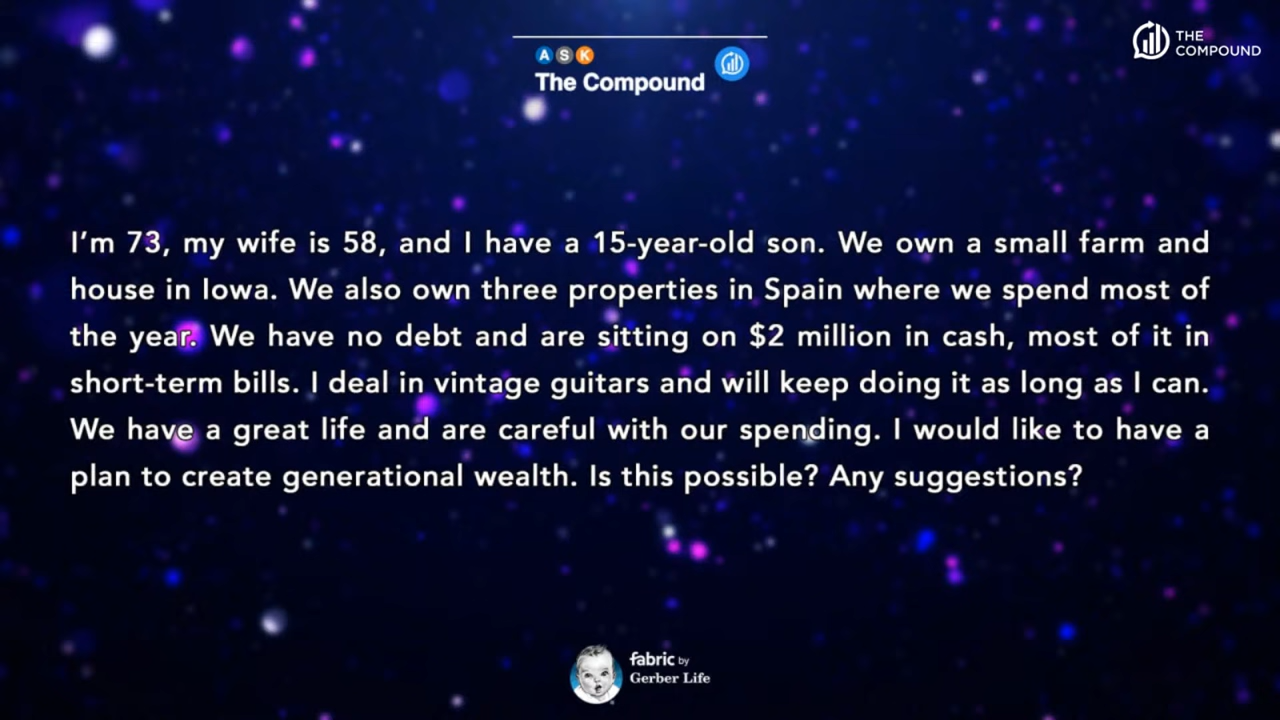 A S K
The Compound
THE
COMPOUND
I’m 73, my wife is 58, and I have a 15-year-old son. We own a small farm and
house in Iowa. We also own three properties in Spain where we spend most of
the year. We have no debt and are sitting on $2 million in cash, most of it in
short-term bills. I deal in vintage guitars and will keep doing it as long as I can.
We have a great life and are careful with our spending. I would like to have a
plan to create generational wealth. Is this possible? Any suggestions?
fabric by
Gerber Life